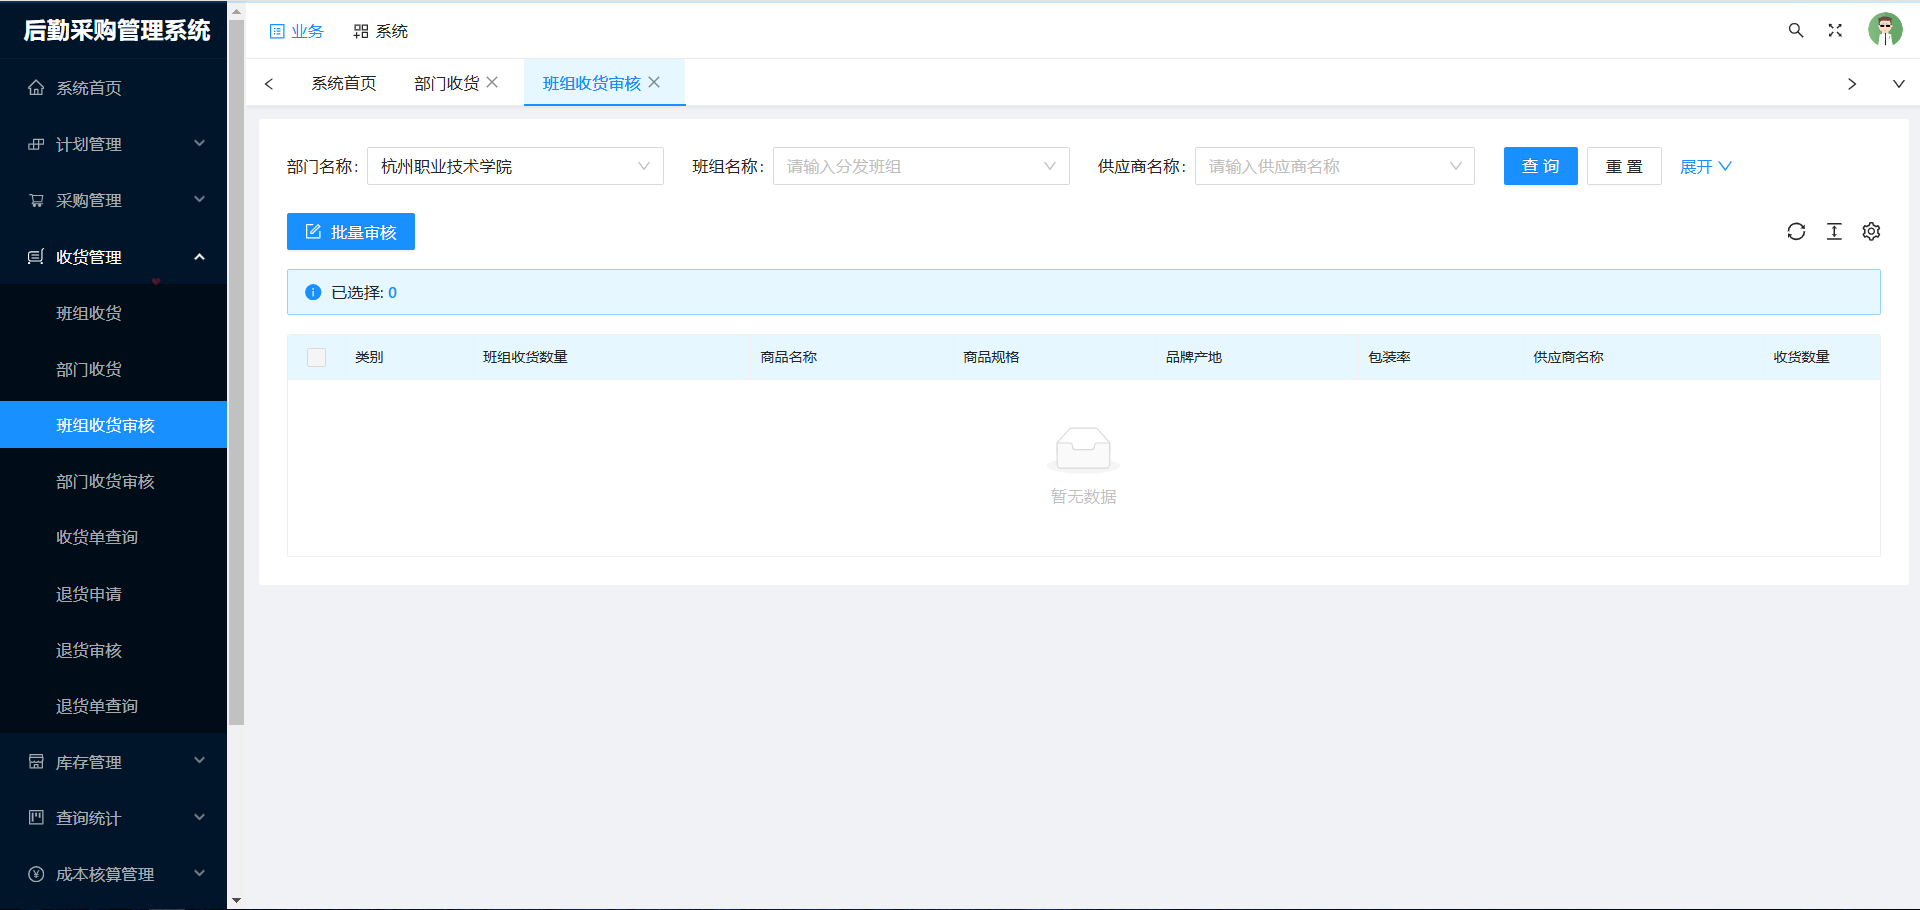 后勤采购管理系统
业务
系统
系统首页
部门收货
班组收货审核
系统首页
计划管理
采购管理
收货管理
班组收货
部门收货
班组收货审核
部门收货审核
收货单查询
退货申请
退货审核
退货单查询
库存管理
查询统计
成本核算管理
部门名称: 杭州职业技术学院
班组名称: 请输入分发班组
供应商名称: 请输入供应商名称
查 询
重 置
展开
批量审核
已选择: 0
类别 班组收货数量 商品名称 商品规格 品牌产地 包装率 供应商名称 收货数量
暂无数据